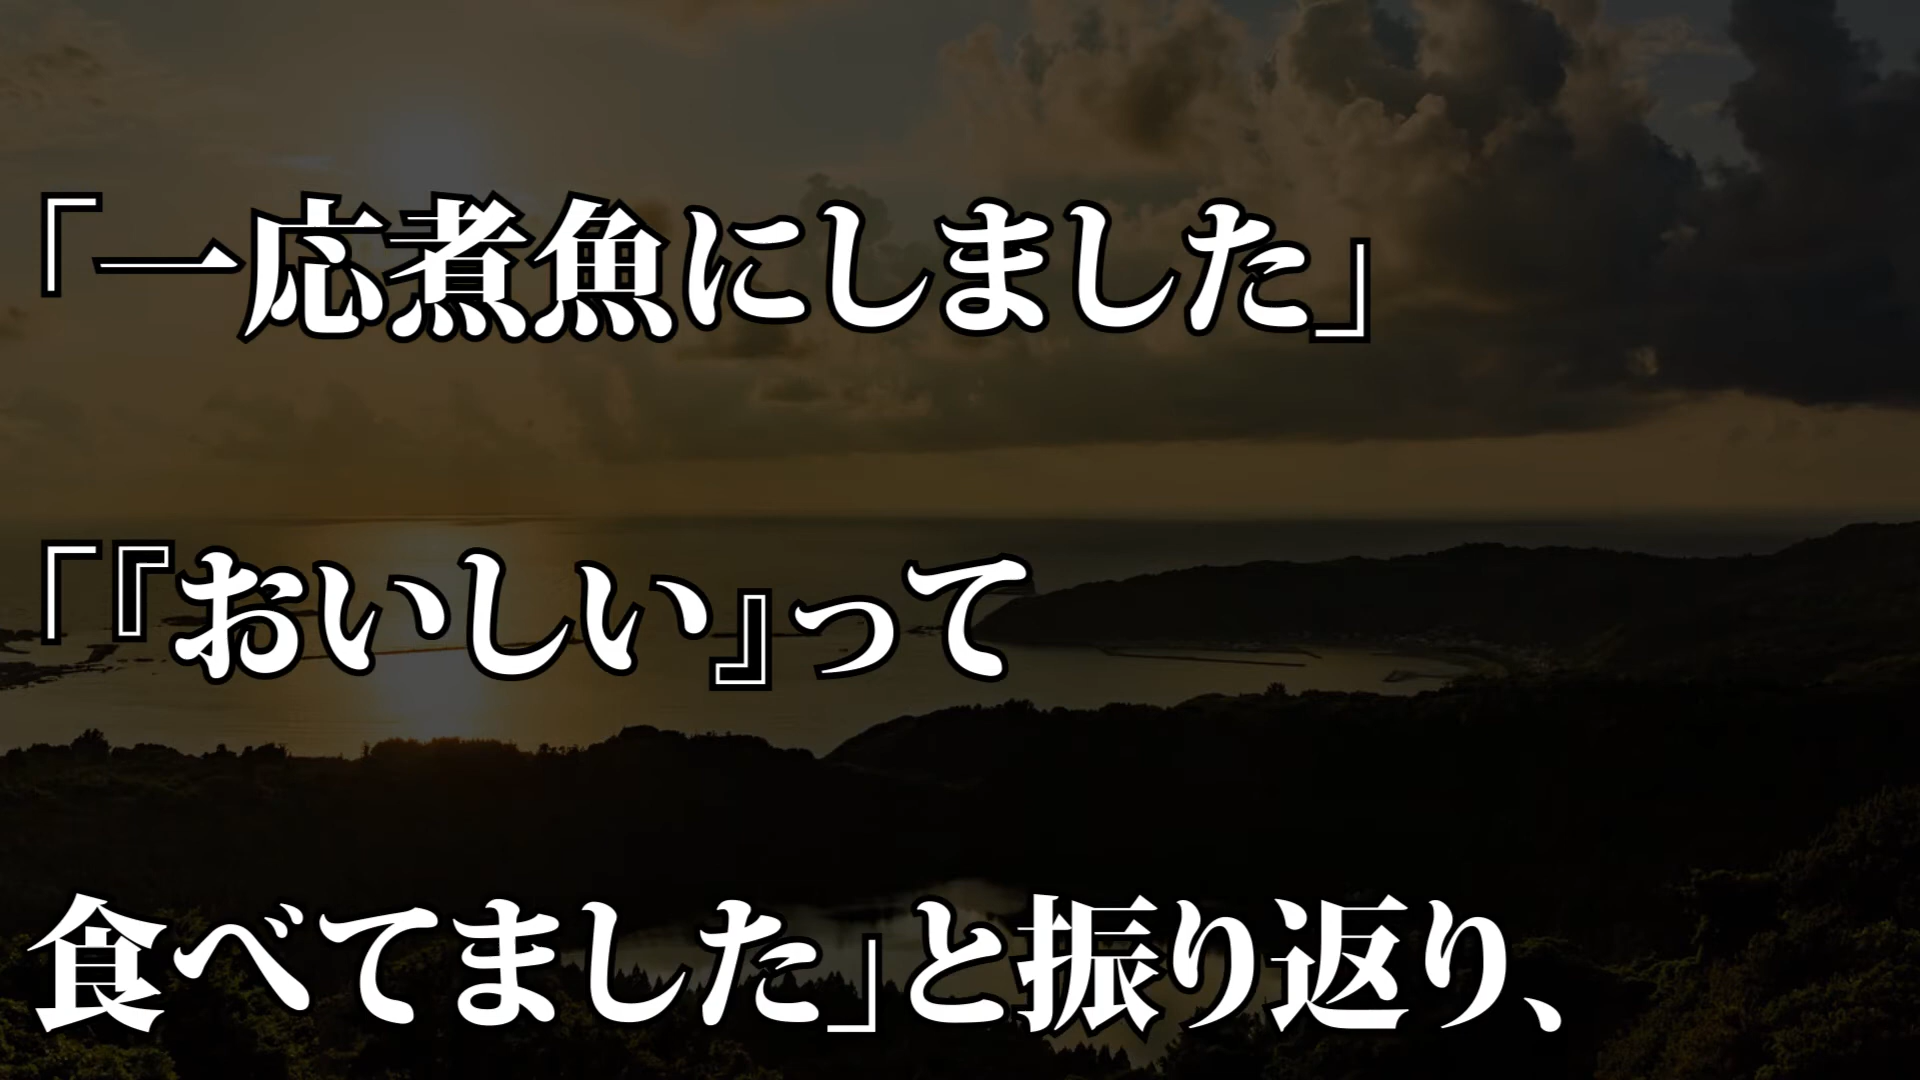 「一応煮魚にしました」
「『おいしい』って
食べてました」と振り返り、